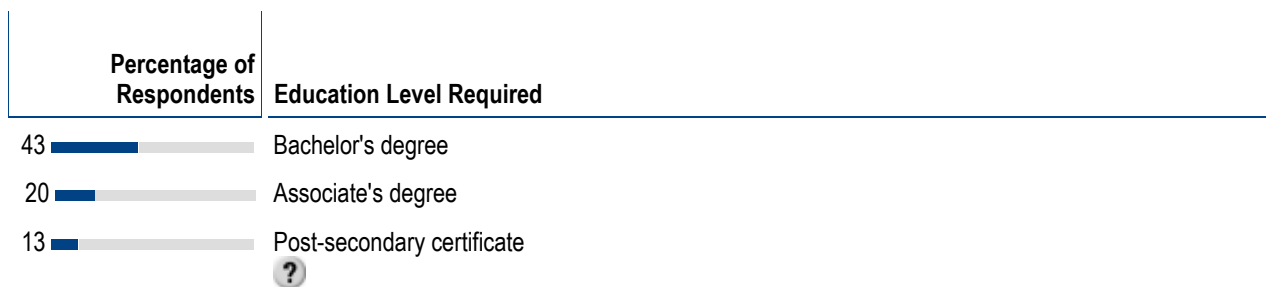 Percentage of
Respondents Education Level Required
43 Bachelor's degree
20 Associate's degree
13 Post-secondary certificate
?